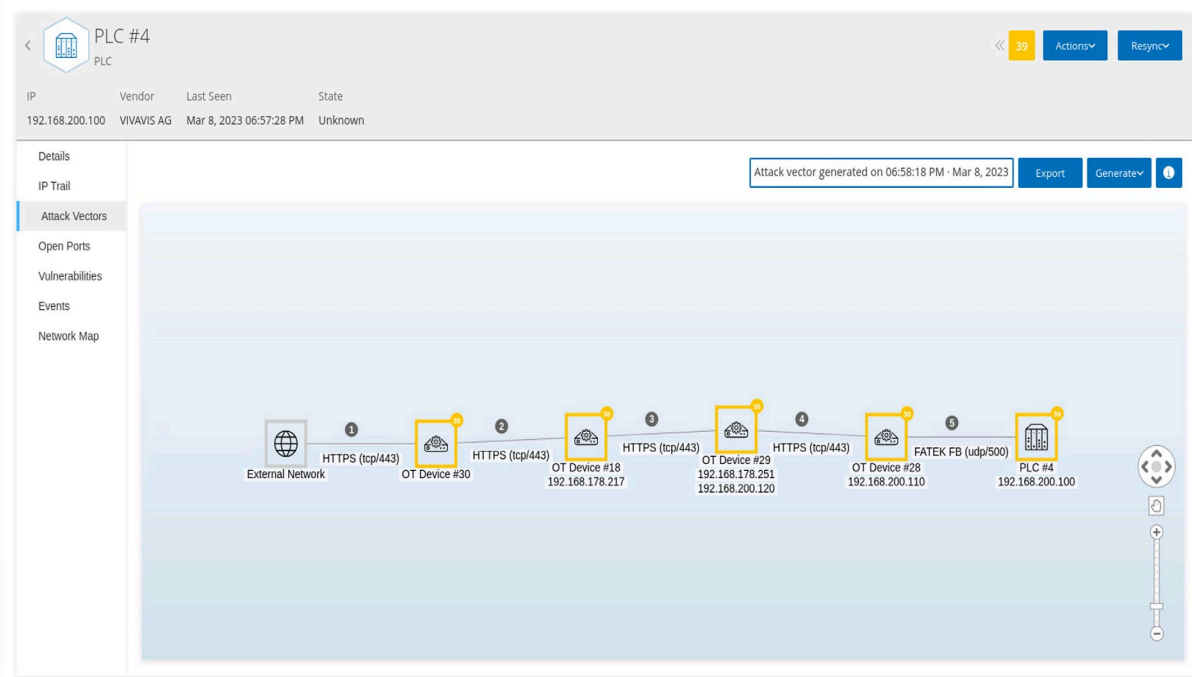 PLC #4
PLC
39 Actions Resync
IP Vendor Last Seen State
192.168.200.100 VIVAVIS AG Mar 8, 2023 06:57:28 PM Unknown
Details
IP Trail
Attack Vectors
Open Ports
Vulnerabilities
Events
Network Map
Attack vector generated on 06:58:18 PM · Mar 8, 2023 Export Generate
1
HTTPS (tcp/443)
2
HTTPS (tcp/443)
3
HTTPS (tcp/443)
4
HTTPS (tcp/443)
5
FATEK FB (udp/500)
External Network
OT Device #30
OT Device #18
192.168.178.217
OT Device #29
192.168.178.251
192.168.200.120
OT Device #28
192.168.200.110
PLC #4
192.168.200.100